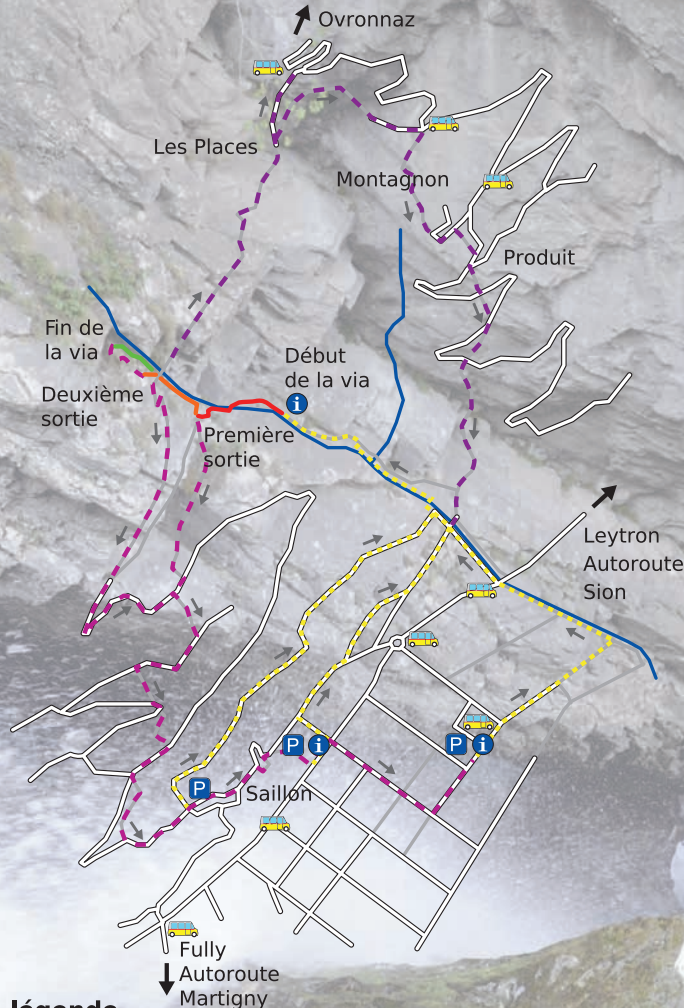 Ovronnaz
Les Places
Montagnon
Produit
Fin de
la via
Début
de la via
i
Deuxième
sortie
Première
sortie
Leytron
Autoroute
Sion
P i
P i
P
Saillon
Fully
Autoroute
Martigny
légende